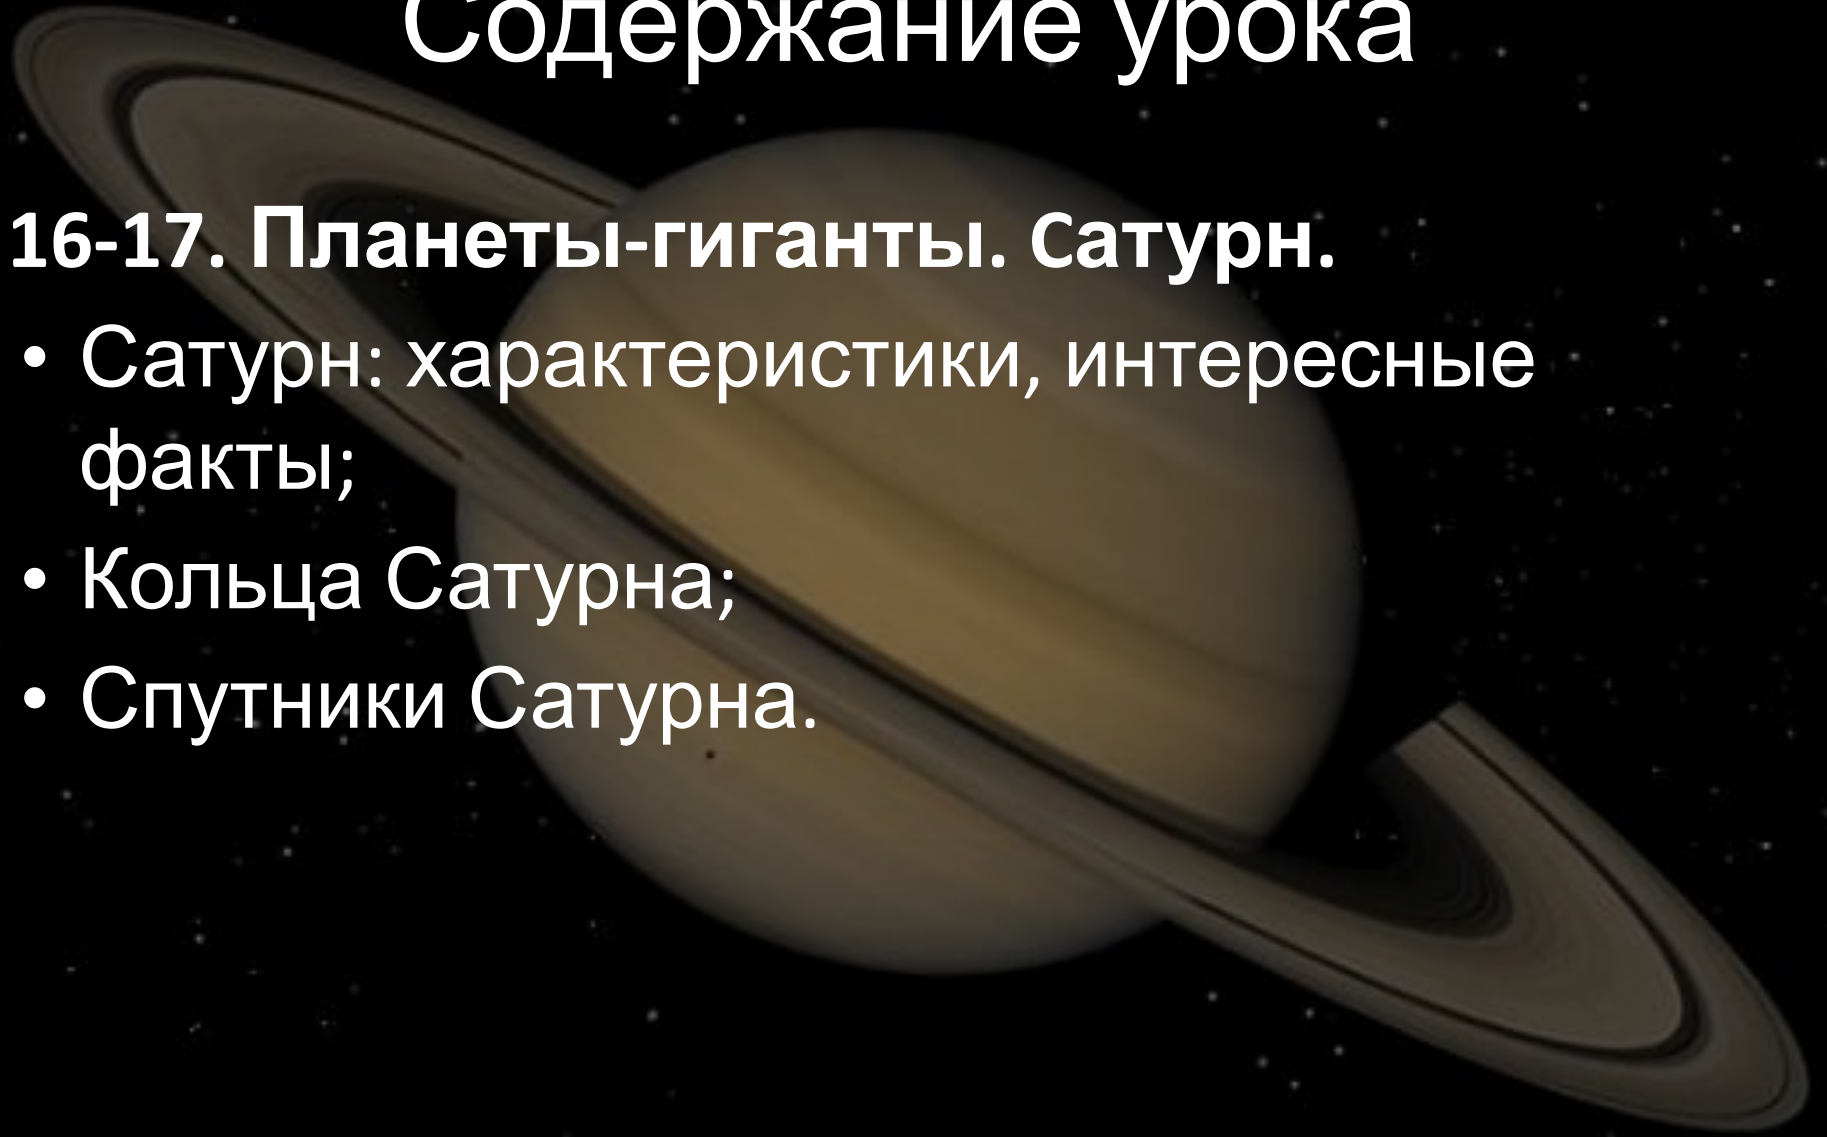 Содержание урока
16-17. Планеты-гиганты. Сатурн.
• Сатурн: характеристики, интересные
факты;
• Кольца Сатурна;
• Спутники Сатурна.